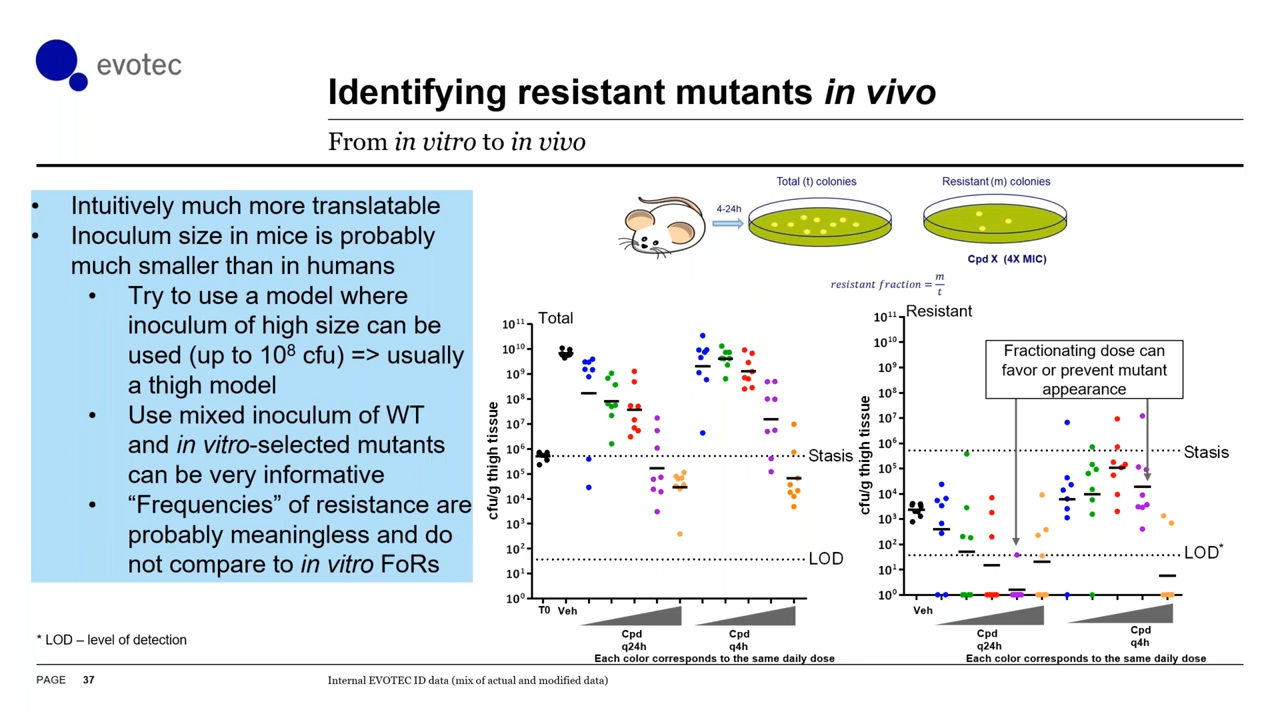 evotec
Identifying resistant mutants in vivo
From in vitro to in vivo
• Intuitively much more translatable
• Inoculum size in mice is probably
much smaller than in humans
• Try to use a model where
inoculum of high size can be
used (up to 10⁸ cfu) => usually
a thigh model
• Use mixed inoculum of WT
and in vitro-selected mutants
can be very informative
• “Frequencies” of resistance are
probably meaningless and do
not compare to in vitro FoRs
* LOD – level of detection
Total (t) colonies
Resistant (m) colonies
4-24h
Cpd X (4X MIC)
resistant fraction = m/t
Total
cfu/g thigh tissue
10¹¹
10¹⁰
10⁹
10⁸
10⁷
10⁶
10⁵
10⁴
10³
10²
10¹
10⁰
Stasis
LOD
T0 Veh
Cpd
q24h
Cpd
q4h
Each color corresponds to the same daily dose
Resistant
cfu/g thigh tissue
10¹¹
10¹⁰
10⁹
10⁸
10⁷
10⁶
10⁵
10⁴
10³
10²
10¹
10⁰
Fractionating dose can
favor or prevent mutant
appearance
Stasis
LOD*
Veh
Cpd
q24h
Cpd
q4h
Each color corresponds to the same daily dose
PAGE 37
Internal EVOTEC ID data (mix of actual and modified data)